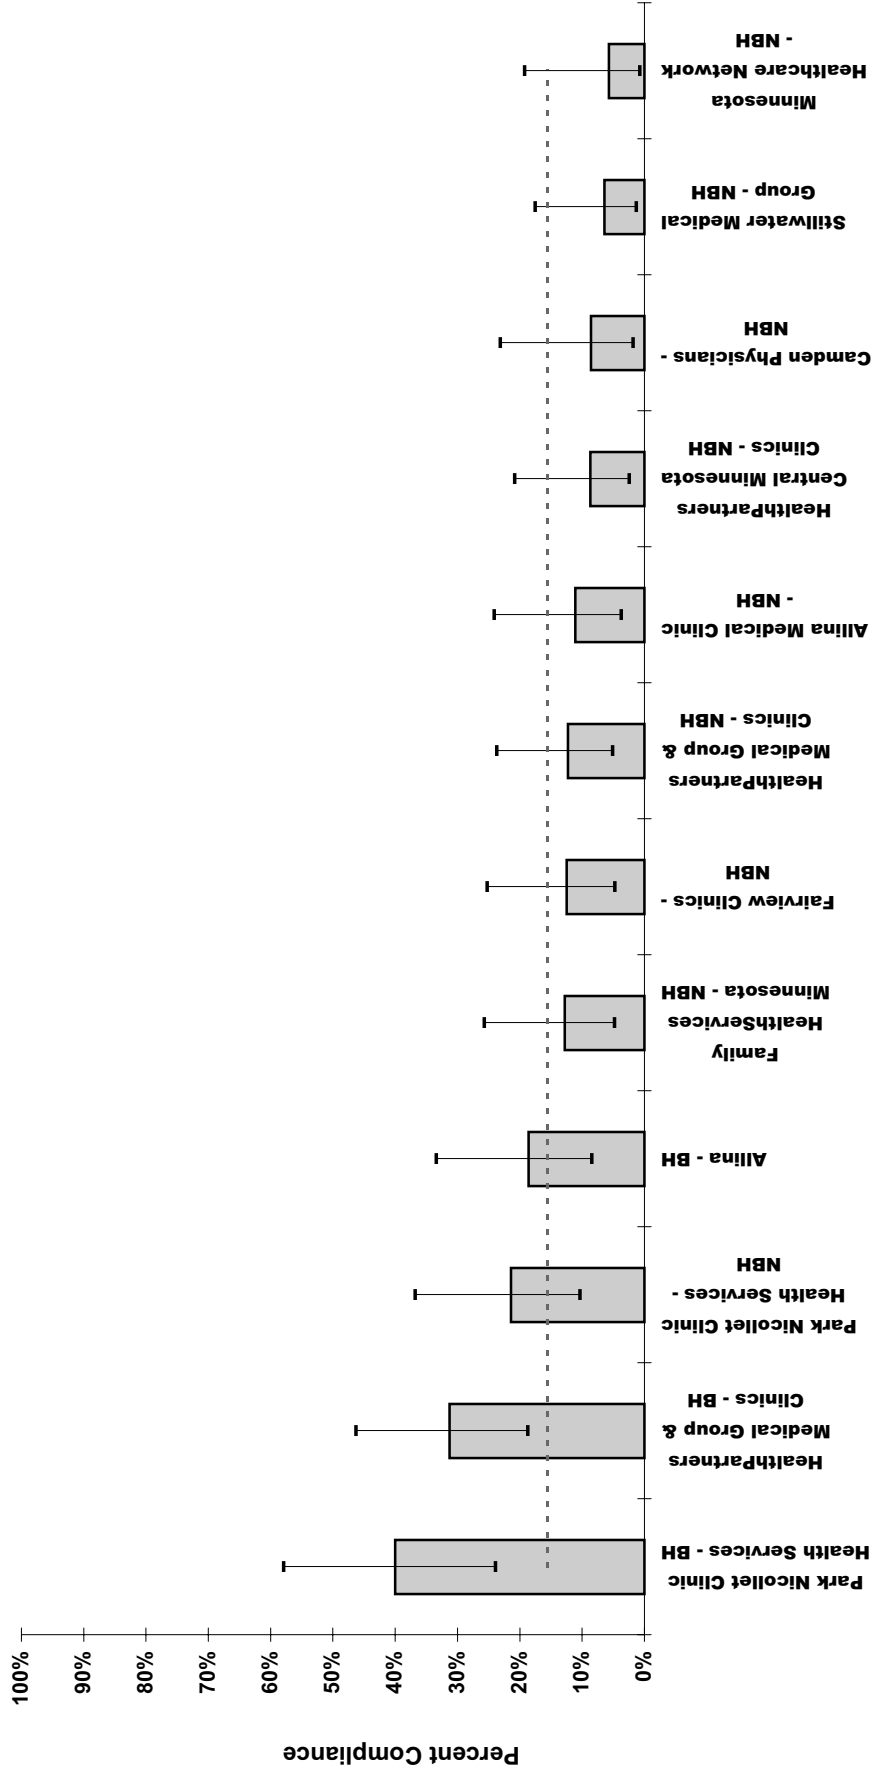 Percent Compliance
100%
90%
80%
70%
60%
50%
40%
30%
20%
10%
0%
Park Nicollet Clinic
Health Services - BH
HealthPartners
Medical Group &
Clinics - BH
Park Nicollet Clinic
Health Services -
NBH
Allina - BH
Family
HealthServices
Minnesota - NBH
Fairview Clinics -
NBH
HealthPartners
Medical Group &
Clinics - NBH
Allina Medical Clinic
- NBH
HealthPartners
Central Minnesota
Clinics - NBH
Camden Physicians -
NBH
Stillwater Medical
Group - NBH
Minnesota
Healthcare Network
- NBH